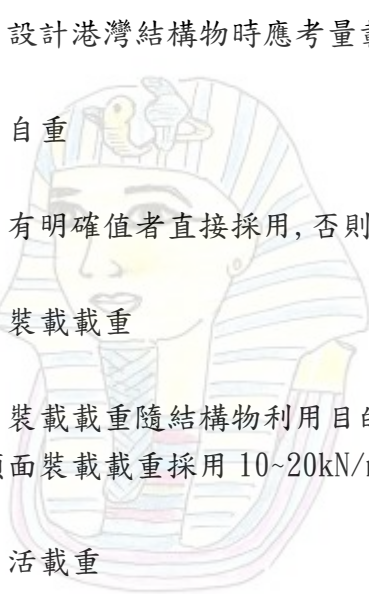 設計港灣結構物時應考量
自重
有明確值者直接採用,否則
裝載載重
裝載載重隨結構物利用目的
面裝載載重採用 10~20kN/
活載重